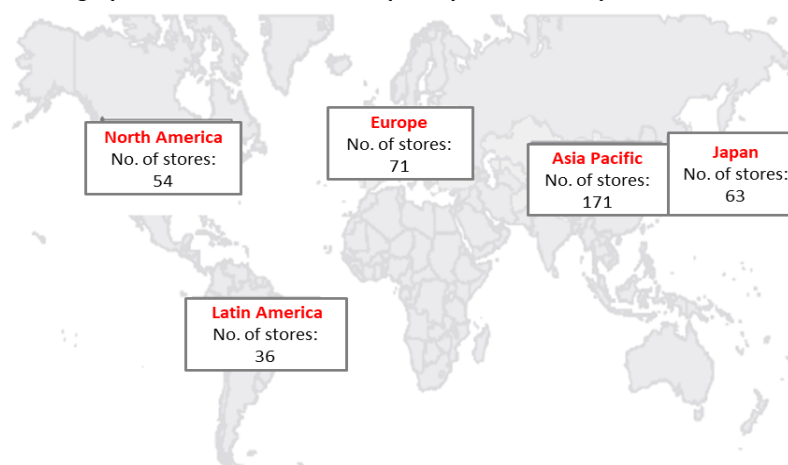 North America
No. of stores:
54
Europe
No. of stores:
71
Asia Pacific
No. of stores:
171
Japan
No. of stores:
63
Latin America
No. of stores:
36